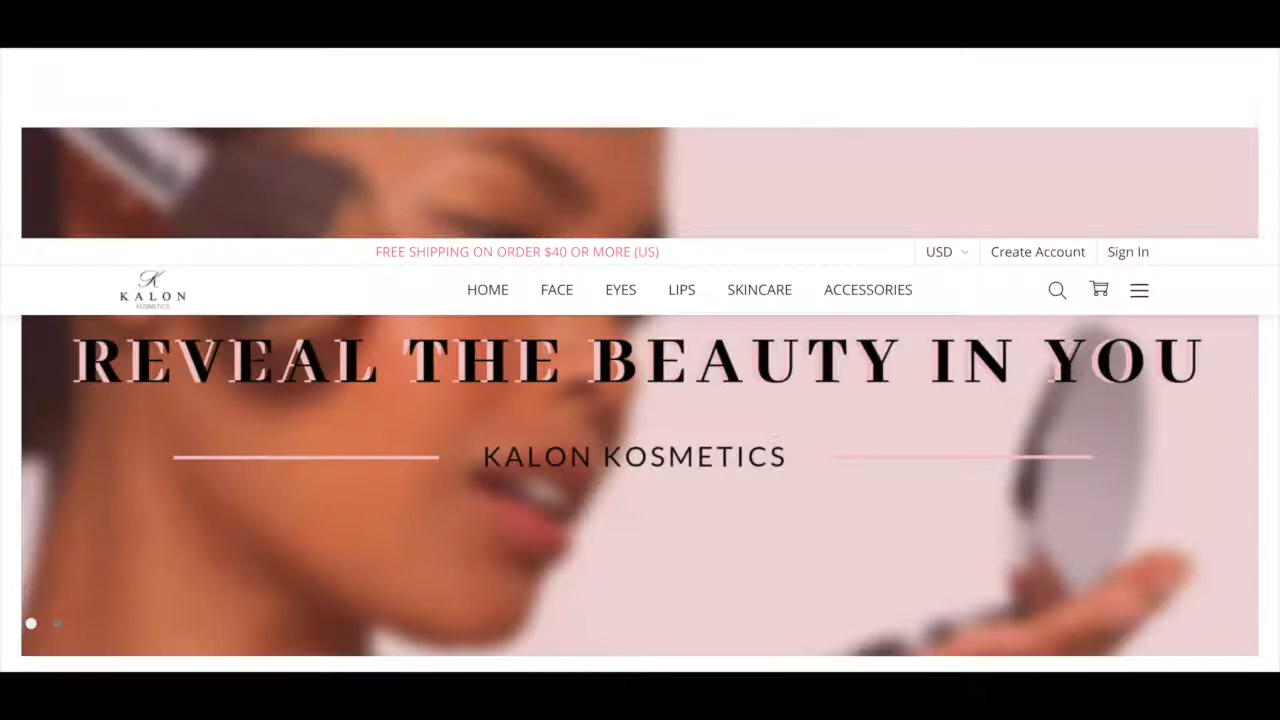 FREE SHIPPING ON ORDER $40 OR MORE (US) USD Create Account Sign In
K
KALON
KOSMETICS
HOME FACE EYES LIPS SKINCARE ACCESSORIES
REVEAL THE BEAUTY IN YOU
KALON KOSMETICS